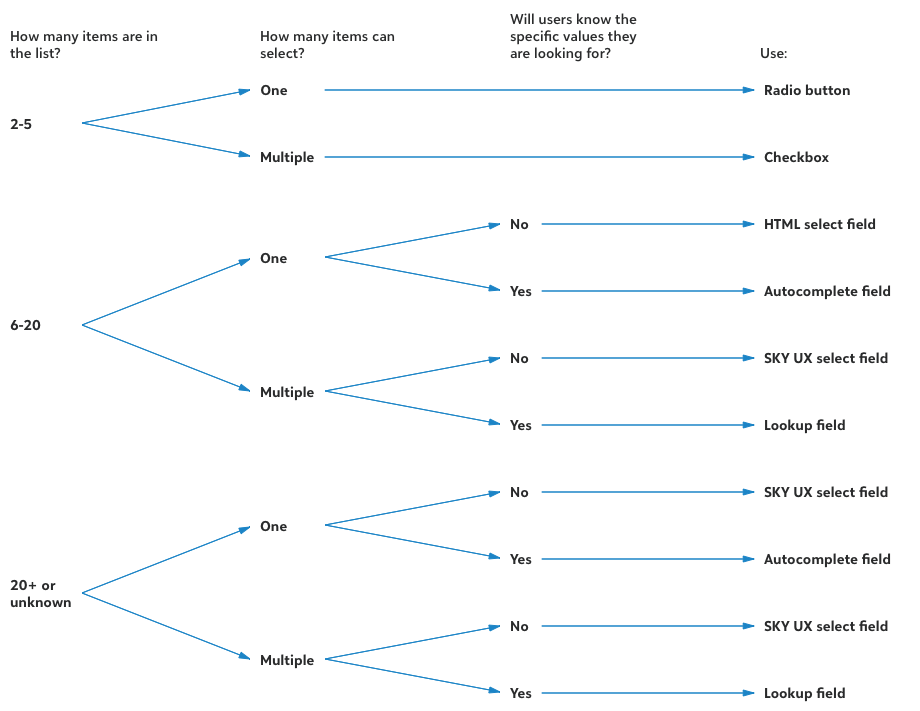 How many items are in
the list?
How many items can
select?
Will users know the
specific values they
are looking for?
Use:
2-5
One
Radio button
Multiple
Checkbox
6-20
One
No
HTML select field
Yes
Autocomplete field
Multiple
No
SKY UX select field
Yes
Lookup field
20+ or
unknown
One
No
SKY UX select field
Yes
Autocomplete field
Multiple
No
SKY UX select field
Yes
Lookup field